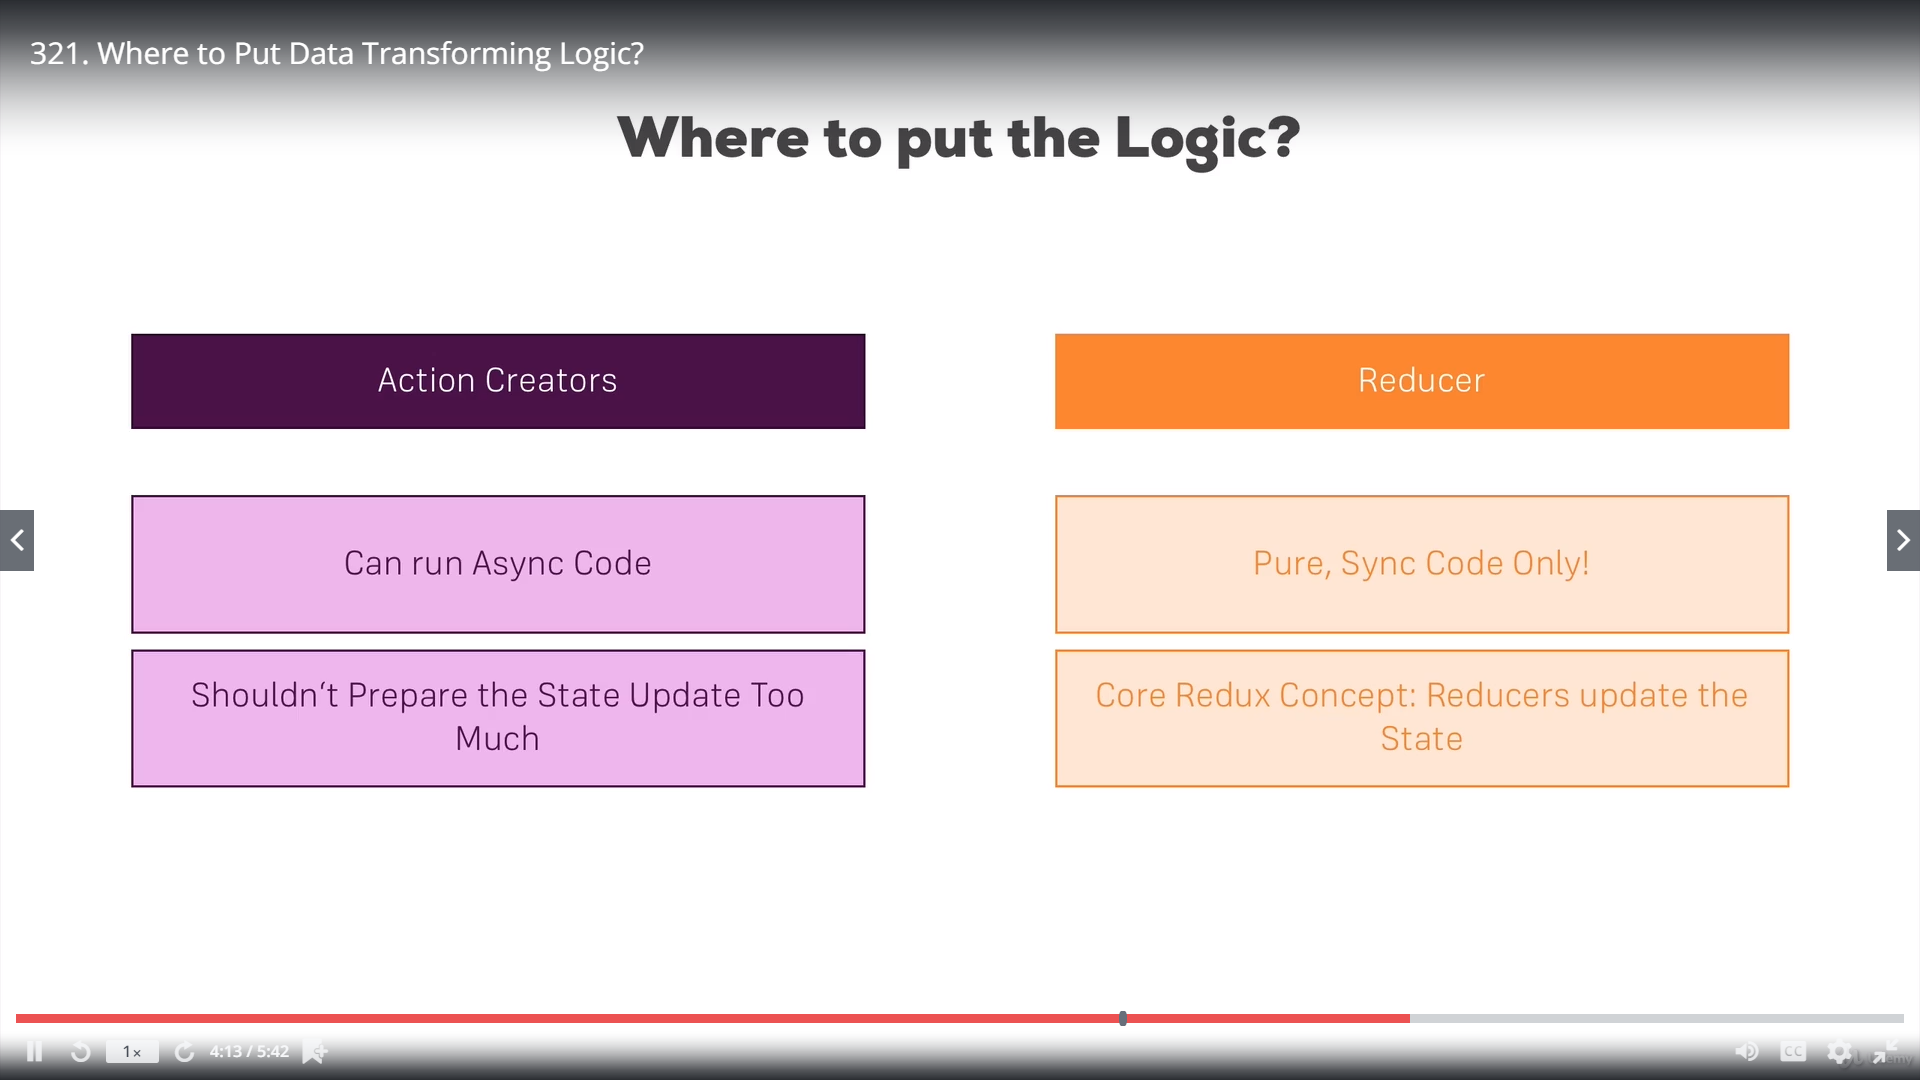 321. Where to Put Data Transforming Logic?
Where to put the Logic?
Action Creators
Reducer
Can run Async Code
Pure, Sync Code Only!
Shouldn't Prepare the State Update Too
Much
Core Redux Concept: Reducers update the
State
1x
4:13 / 5:42
CC